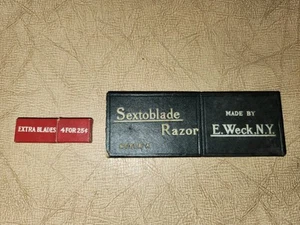 EXTRA BLADES 4 FOR 25¢
Sextoblade
Razor
MADE BY
E. Weck. N.Y.